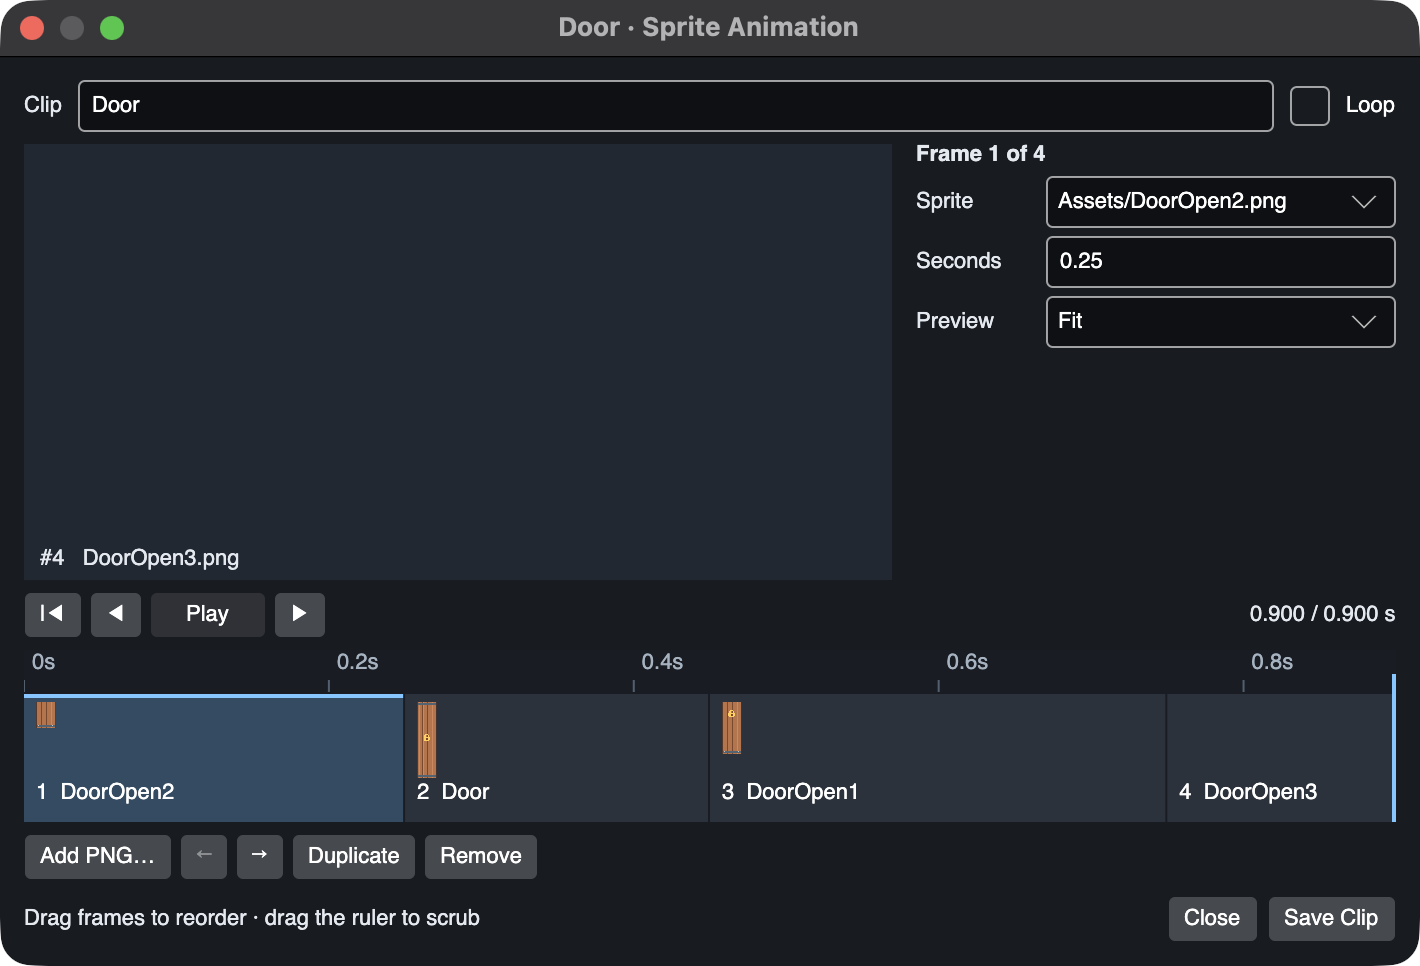 Door · Sprite Animation
Clip Door Loop
Frame 1 of 4
Sprite Assets/DoorOpen2.png
Seconds 0.25
Preview Fit
#4 DoorOpen3.png
Play 0.900 / 0.900 s
0s 0.2s 0.4s 0.6s 0.8s
1 DoorOpen2 2 Door 3 DoorOpen1 4 DoorOpen3
Add PNG... ← → Duplicate Remove
Drag frames to reorder · drag the ruler to scrub
Close Save Clip